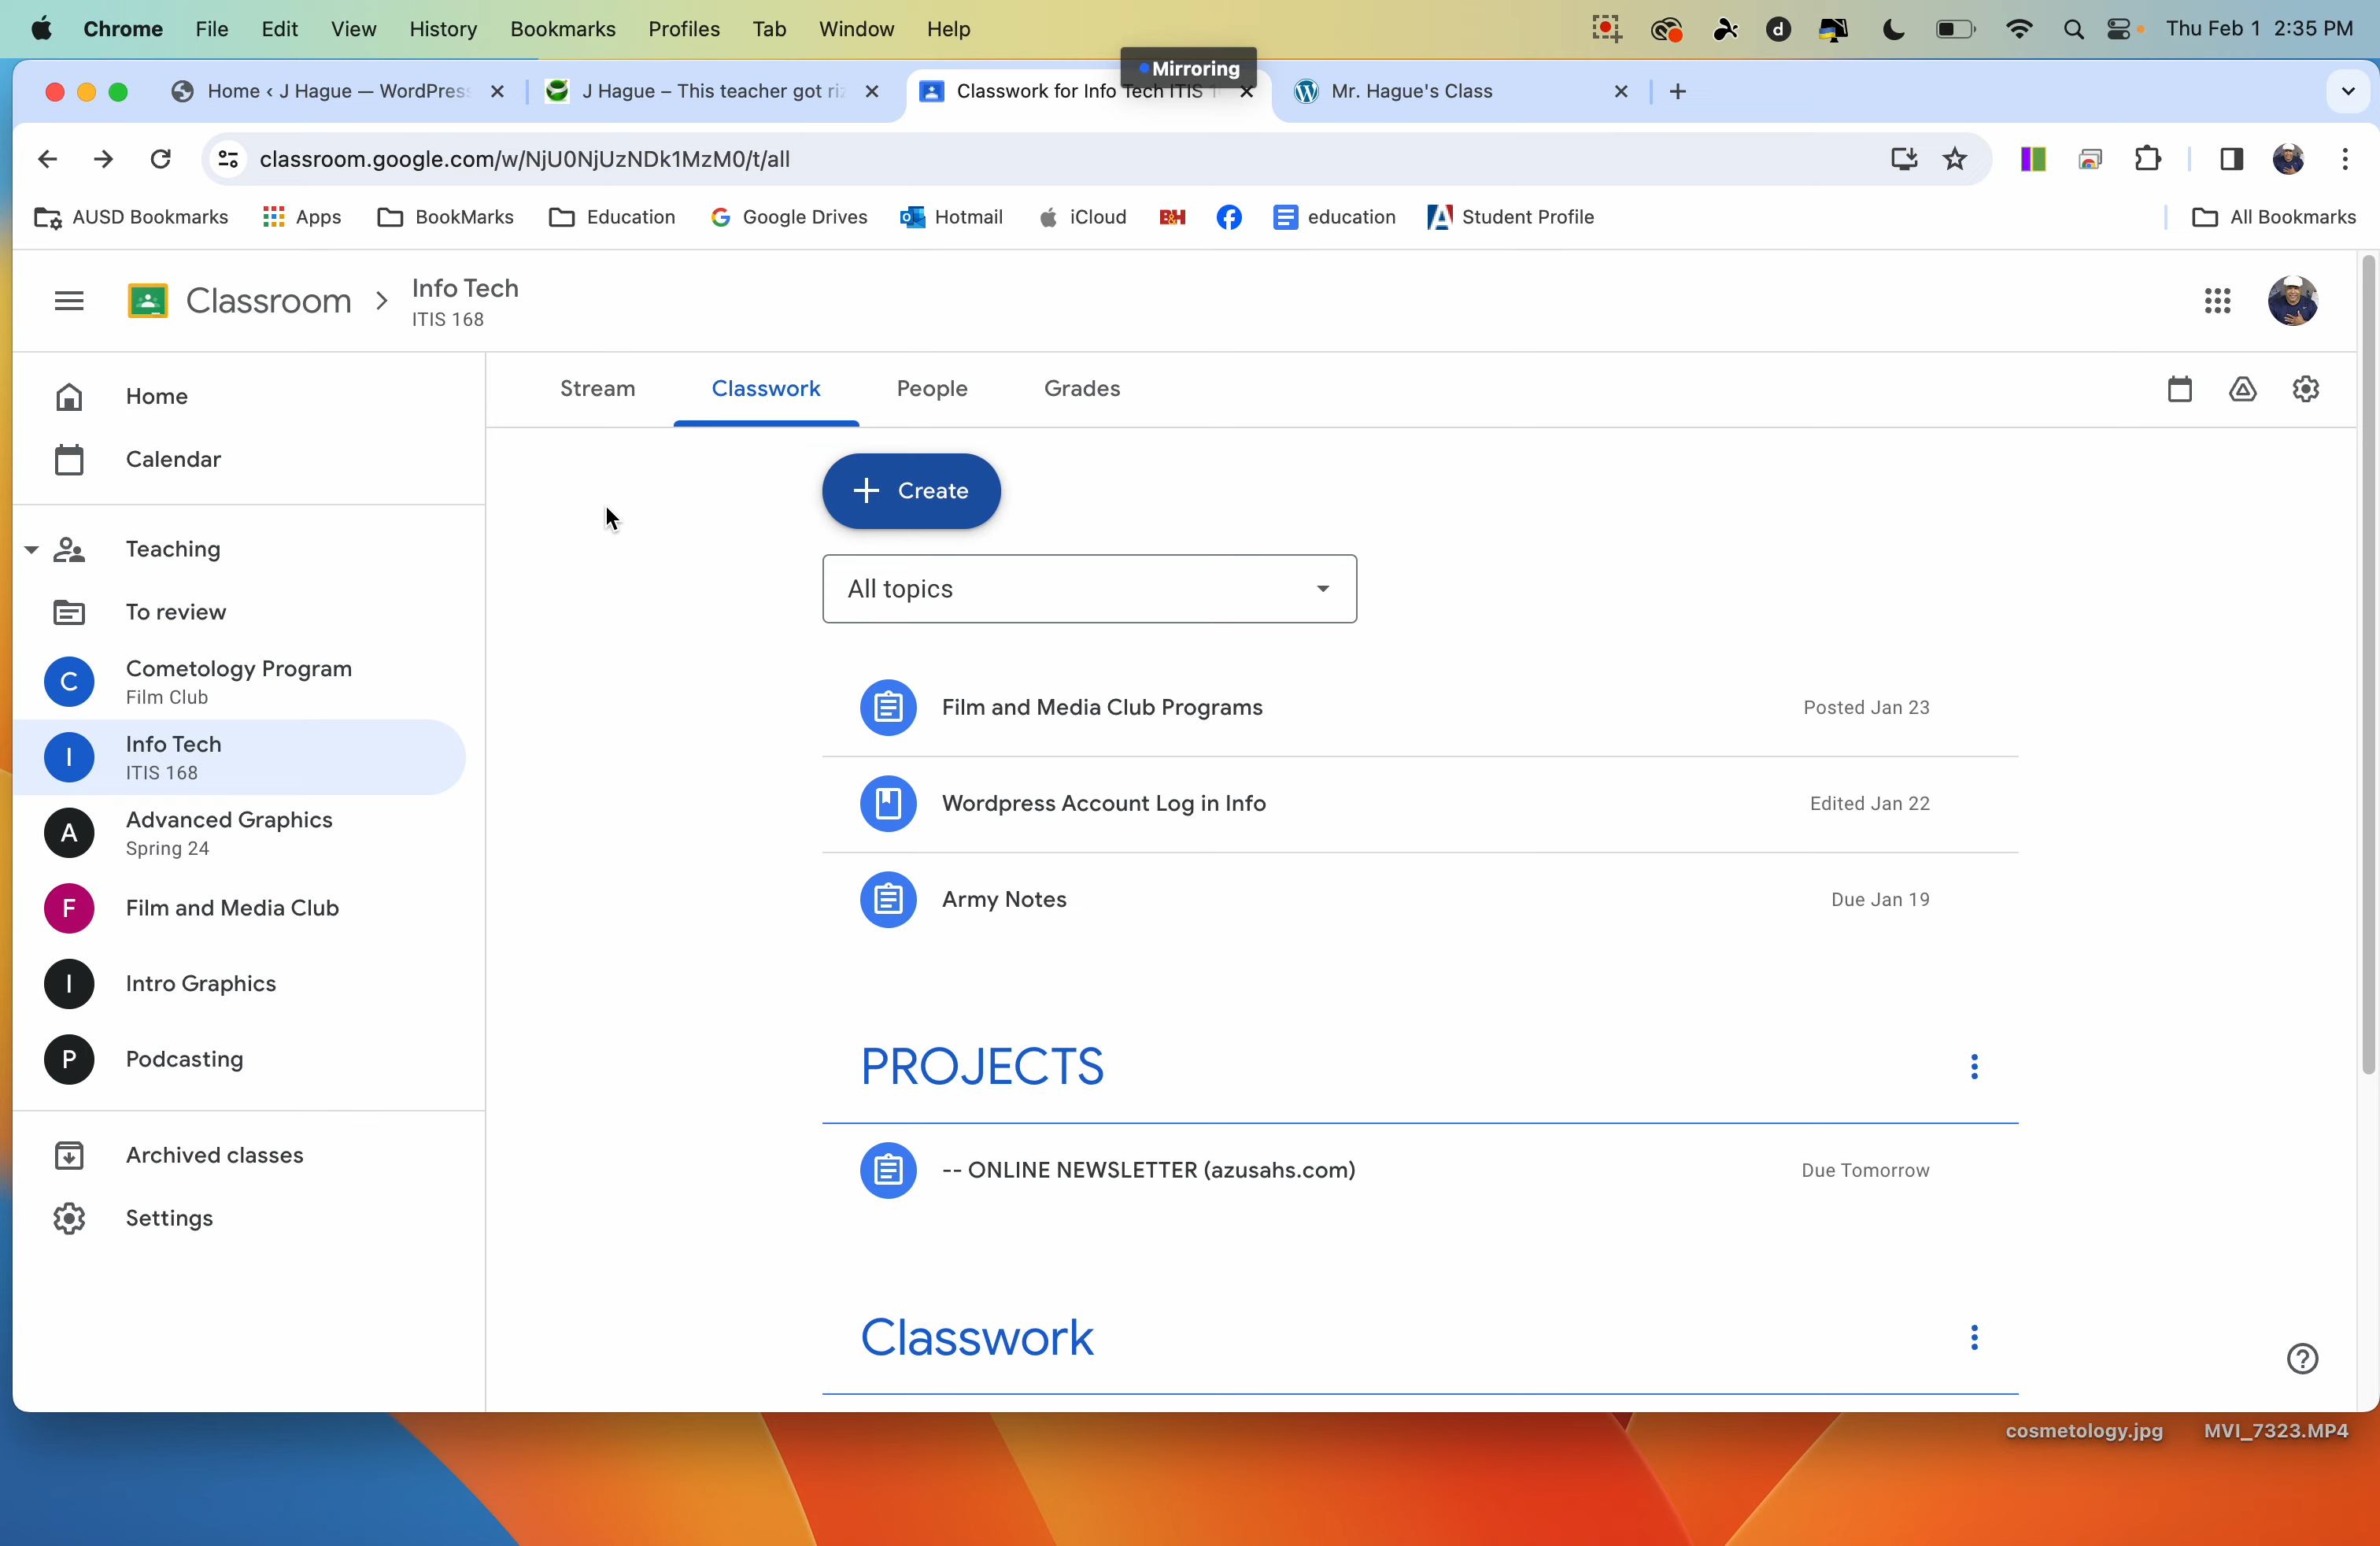 Chrome File Edit View History Bookmarks Profiles Tab Window Help d Thu Feb 1 2:35 PM
Mirroring
Home ‹ J Hague — WordPres J Hague – This teacher got ri Classwork for Info Tech ITIS Mr. Hague's Class
classroom.google.com/w/NjU0NjUzNDk1MzM0/t/all
AUSD Bookmarks Apps BookMarks Education Google Drives Hotmail iCloud B&H education Student Profile All Bookmarks
Classroom > Info Tech
ITIS 168
Stream Classwork People Grades
Home
Calendar
Teaching
To review
C Cometology Program
Film Club
I Info Tech
ITIS 168
A Advanced Graphics
Spring 24
F Film and Media Club
I Intro Graphics
P Podcasting
Archived classes
Settings
+ Create
All topics
Film and Media Club Programs Posted Jan 23
Wordpress Account Log in Info Edited Jan 22
Army Notes Due Jan 19
PROJECTS
-- ONLINE NEWSLETTER (azusahs.com) Due Tomorrow
Classwork
cosmetology.jpg MVI_7323.MP4